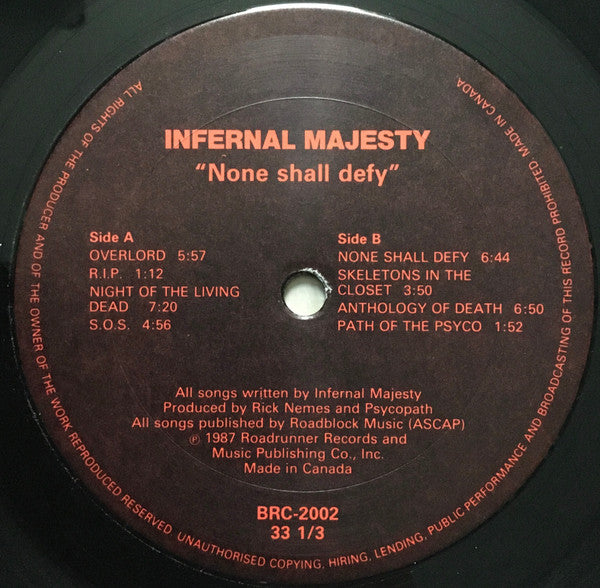 INFERNAL MAJESTY
"None shall defy"
Side A
OVERLORD 5:57
R.I.P. 1:12
NIGHT OF THE LIVING
DEAD 7:20
S.O.S. 4:56
Side B
NONE SHALL DEFY 6:44
SKELETONS IN THE
CLOSET 3:50
ANTHOLOGY OF DEATH 6:50
PATH OF THE PSYCO 1:52
All songs written by Infernal Majesty
Produced by Rick Nemes and Psycopath
All songs published by Roadblock Music (ASCAP)
℗ 1987 Roadrunner Records and
Music Publishing Co., Inc.
Made in Canada
BRC-2002
33 1/3
ALL RIGHTS OF THE PRODUCER AND OF THE OWNER OF THE WORK REPRODUCED RESERVED. UNAUTHORISED COPYING, HIRING, LENDING, PUBLIC PERFORMANCE AND BROADCASTING OF THIS RECORD PROHIBITED MADE IN CANADA.